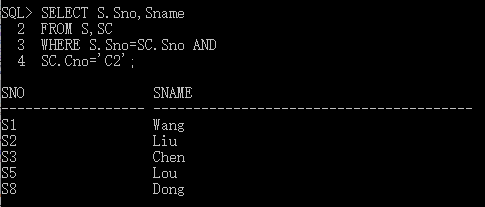 SQL> SELECT S.Sno,Sname
2 FROM S,SC
3 WHERE S.Sno=SC.Sno AND
4 SC.Cno='C2';
SNO SNAME
---------------- ----------------------------------------
S1 Wang
S2 Liu
S3 Chen
S5 Lou
S8 Dong